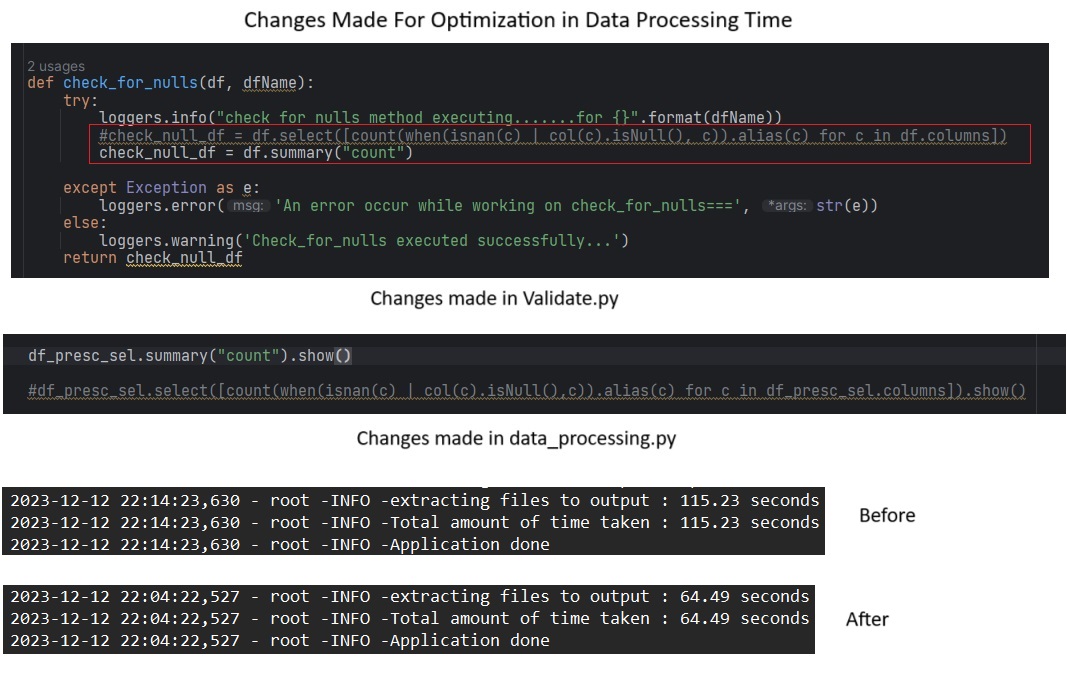 Changes Made For Optimization in Data Processing Time
2 usages
def check_for_nulls(df, dfName):
try:
loggers.info("check for nulls method executing.......for {}".format(dfName))
#check_null_df = df.select([count(when(isnan(c) | col(c).isNull(), c)).alias(c) for c in df.columns])
check_null_df = df.summary("count")
except Exception as e:
loggers.error( msg: 'An error occur while working on check_for_nulls===', *args: str(e))
else:
loggers.warning('Check_for_nulls executed successfully...')
return check_null_df
Changes made in Validate.py
df_presc_sel.summary("count").show()
#df_presc_sel.select([count(when(isnan(c) | col(c).isNull(),c)).alias(c) for c in df_presc_sel.columns]).show()
Changes made in data_processing.py
2023-12-12 22:14:23,630 - root -INFO -extracting files to output : 115.23 seconds
2023-12-12 22:14:23,630 - root -INFO -Total amount of time taken : 115.23 seconds
2023-12-12 22:14:23,630 - root -INFO -Application done
Before
2023-12-12 22:04:22,527 - root -INFO -extracting files to output : 64.49 seconds
2023-12-12 22:04:22,527 - root -INFO -Total amount of time taken : 64.49 seconds
2023-12-12 22:04:22,527 - root -INFO -Application done
After